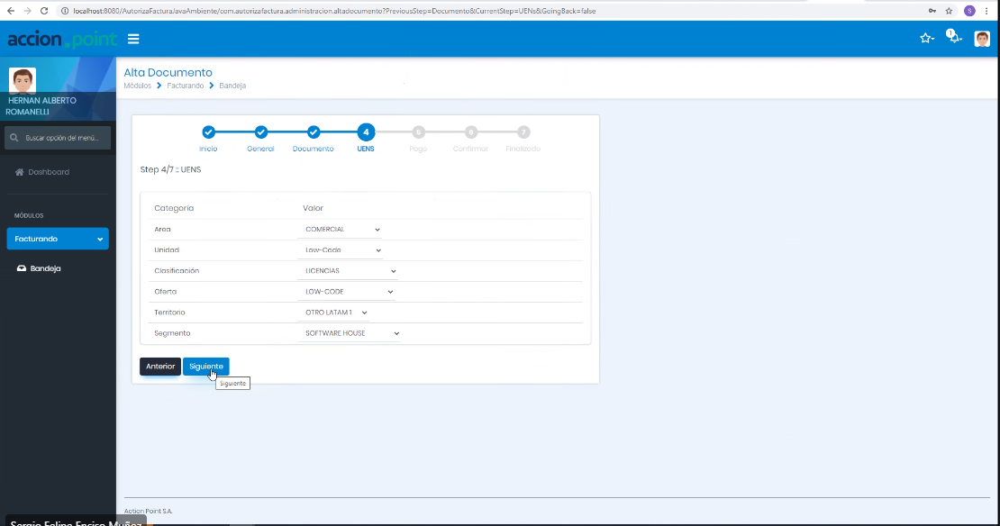 localhost:8080/AutorizaFacturaJavaAmbiente/com.autorizafactura.administracion.altadocumento?PreviousStep=Documento&CurrentStep=UENs&GoingBack=false
S
accion.point
1
HERNAN ALBERTO
ROMANELLI
Buscar opción del menú...
Dashboard
MÓDULOS
Facturando
Bandeja
Alta Documento
Módulos
Facturando
Bandeja
4
5
6
7
Inicio
General
Documento
UENS
Pago
Confirmar
Finalizado
Step 4/7 :: UENS
Categoria Valor
Area COMERCIAL
Unidad Low-Code
Clasificación LICENCIAS
Oferta LOW-CODE
Territorio OTRO LATAM 1
Segmento SOFTWARE HOUSE
Anterior
Siguiente
Siguiente
Action Point S.A.
Sergio Felipe Enciso Muñoz